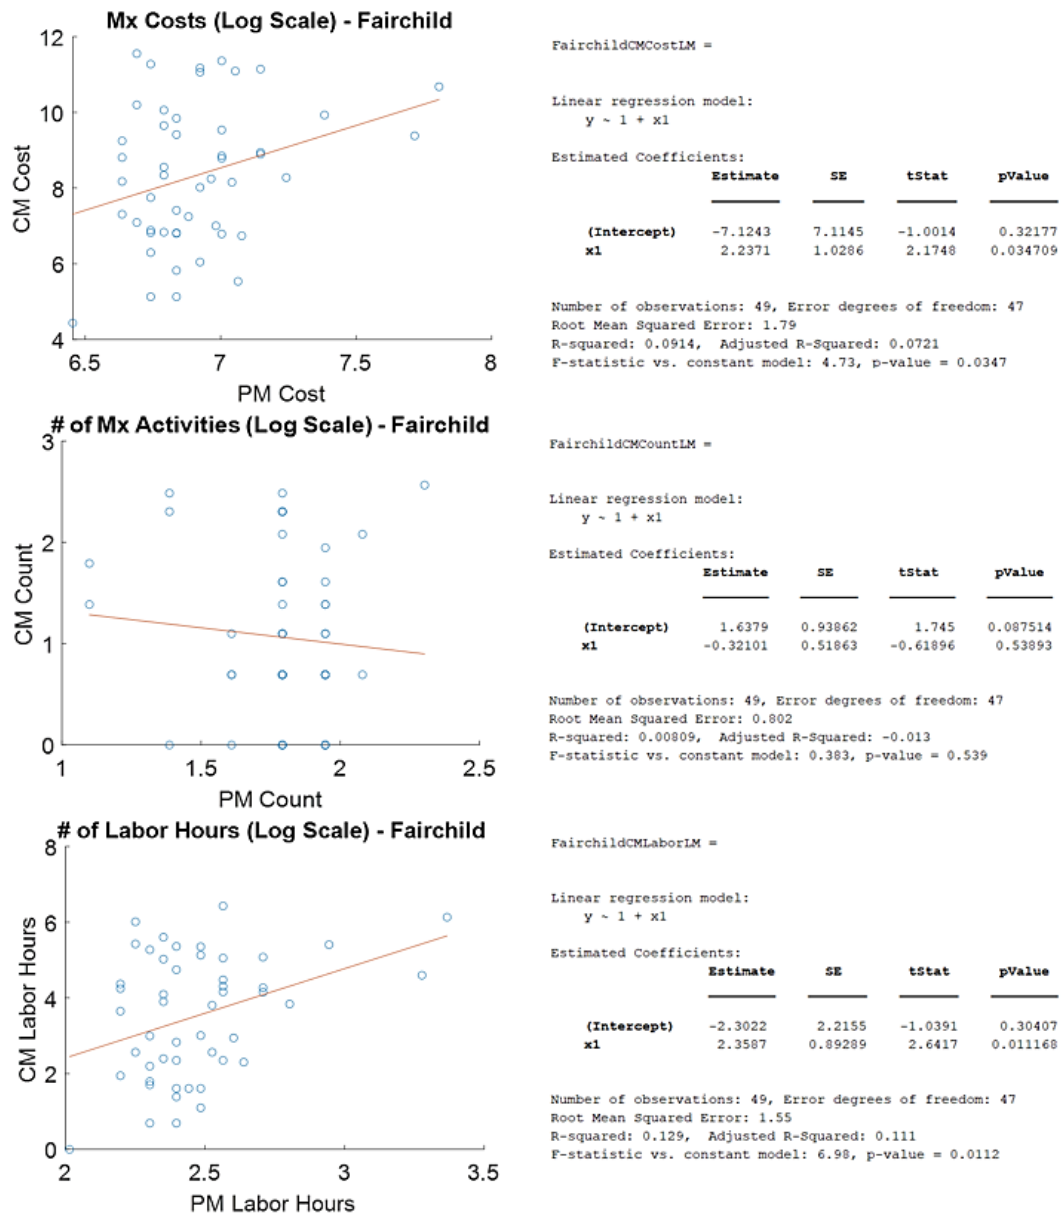 Mx Costs (Log Scale) - Fairchild
12
10
8
6
4
6.5 7 7.5 8
CM Cost
PM Cost
FairchildCMCostLM =
Linear regression model:
y ~ 1 + x1
Estimated Coefficients:
Estimate SE tStat pValue
(Intercept) -7.1243 7.1145 -1.0014 0.32177
x1 2.2371 1.0286 2.1748 0.034709
Number of observations: 49, Error degrees of freedom: 47
Root Mean Squared Error: 1.79
R-squared: 0.0914, Adjusted R-Squared: 0.0721
F-statistic vs. constant model: 4.73, p-value = 0.0347
# of Mx Activities (Log Scale) - Fairchild
3
2
1
0
1 1.5 2 2.5
CM Count
PM Count
FairchildCMCountLM =
Linear regression model:
y ~ 1 + x1
Estimated Coefficients:
Estimate SE tStat pValue
(Intercept) 1.6379 0.93862 1.745 0.087514
x1 -0.32101 0.51863 -0.61896 0.53893
Number of observations: 49, Error degrees of freedom: 47
Root Mean Squared Error: 0.802
R-squared: 0.00809, Adjusted R-Squared: -0.013
F-statistic vs. constant model: 0.383, p-value = 0.539
# of Labor Hours (Log Scale) - Fairchild
8
6
4
2
0
2 2.5 3 3.5
CM Labor Hours
PM Labor Hours
FairchildCMLaborLM =
Linear regression model:
y ~ 1 + x1
Estimated Coefficients:
Estimate SE tStat pValue
(Intercept) -2.3022 2.2155 -1.0391 0.30407
x1 2.3587 0.89289 2.6417 0.011168
Number of observations: 49, Error degrees of freedom: 47
Root Mean Squared Error: 1.55
R-squared: 0.129, Adjusted R-Squared: 0.111
F-statistic vs. constant model: 6.98, p-value = 0.0112